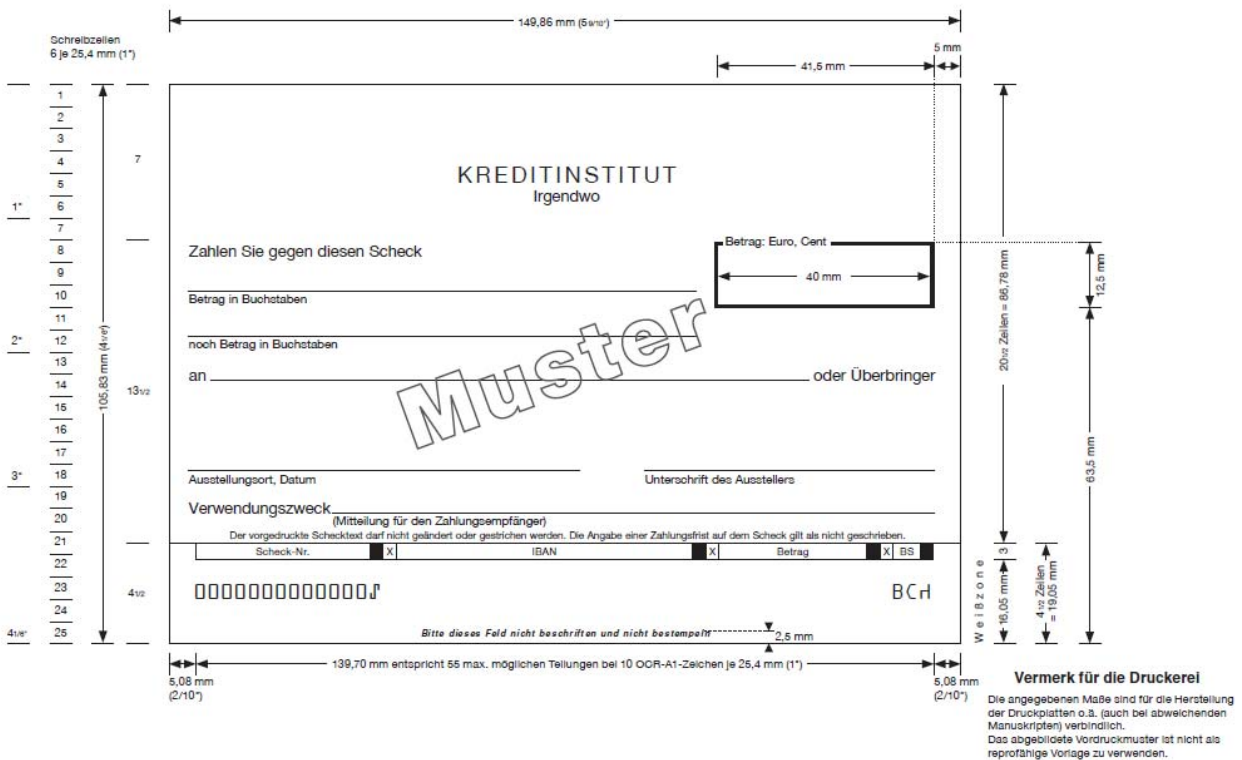 149,86 mm (5 9/10")
Schreibzeilen
6 je 25,4 mm (1")
5 mm
41,5 mm
1
2
3
4
7
5
KREDITINSTITUT
1"
6
Irgendwo
7
8
Zahlen Sie gegen diesen Scheck
Betrag: Euro, Cent
9
40 mm
12,5 mm
10
Betrag in Buchstaben
11
2"
12
noch Betrag in Buchstaben
13
an
oder Überbringer
14
13 1/2
15
105,83 mm (4 1/6")
20 1/2 Zeilen = 86,78 mm
Muster
16
17
63,5 mm
3"
18
Ausstellungsort, Datum
Unterschrift des Ausstellers
19
Verwendungszweck
20
(Mitteilung für den Zahlungsempfänger)
Der vorgedruckte Schecktext darf nicht geändert oder gestrichen werden. Die Angabe einer Zahlungsfrist auf dem Scheck gilt als nicht geschrieben.
21
Scheck-Nr. X IBAN X Betrag X BS
3
22
23
4 1/2
0000000000000⑀
BCH
Weißzone
16,05 mm
4 1/2 Zeilen
= 19,05 mm
24
4 1/6"
25
Bitte dieses Feld nicht beschriften und nicht bestempeln
2,5 mm
139,70 mm entspricht 55 max. möglichen Teilungen bei 10 OCR-A1-Zeichen je 25,4 mm (1")
5,08 mm
(2/10")
5,08 mm
(2/10")
Vermerk für die Druckerei
Die angegebenen Maße sind für die Herstellung
der Druckplatten o.ä. (auch bei abweichenden
Manuskripten) verbindlich.
Das abgebildete Vordruckmuster ist nicht als
reprofähige Vorlage zu verwenden.